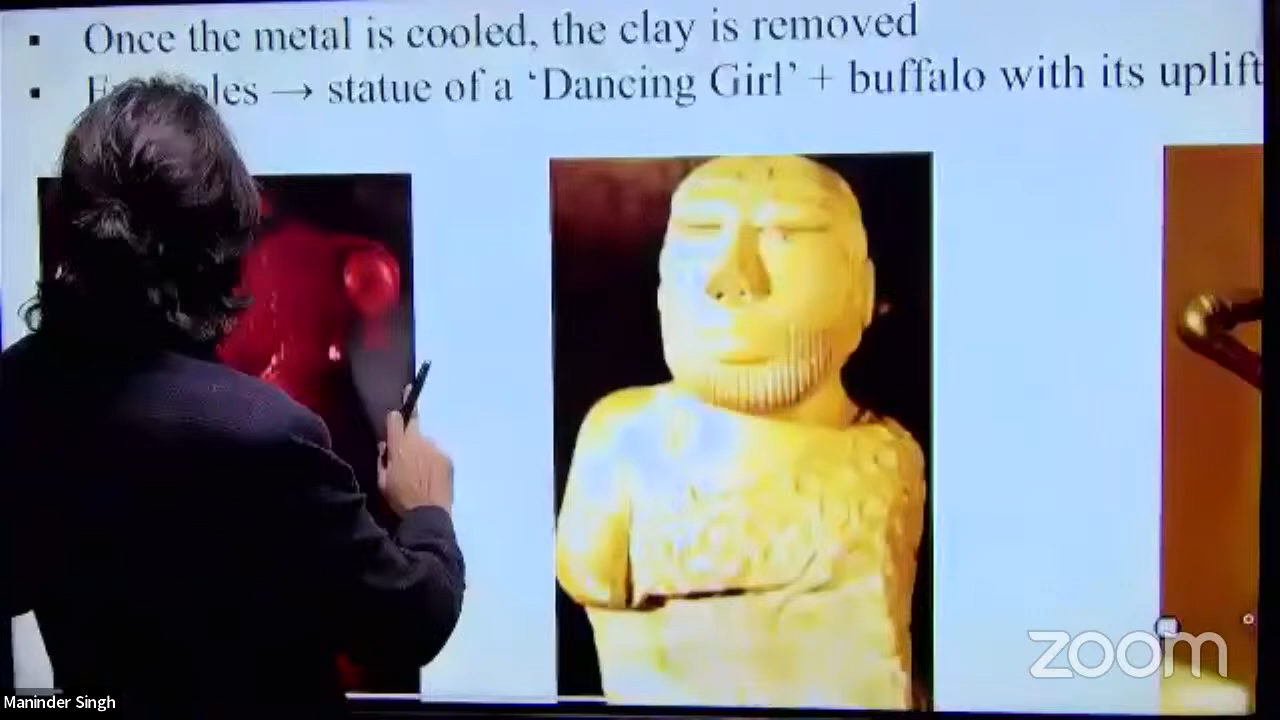 ▪ Once the metal is cooled, the clay is removed
▪ → statue of a ‘Dancing Girl’ + buffalo with its
zoom
Maninder Singh